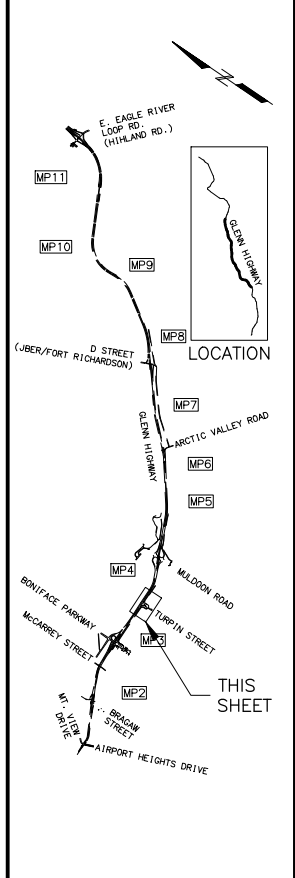 N
E. EAGLE RIVER
LOOP RD.
(HIHLAND RD.)
MP11
GLENN HIGHWAY
LOCATION
MP10
MP9
MP8
D STREET
(JBER/FORT RICHARDSON)
MP7
GLENN HIGHWAY
ARCTIC VALLEY ROAD
MP6
MP5
MP4
MULDOON ROAD
BONIFACE PARKWAY
TURPIN STREET
McCARREY STREET
MP3
THIS
SHEET
MP2
MT. VIEW
DRIVE
BRAGAW
STREET
AIRPORT HEIGHTS DRIVE